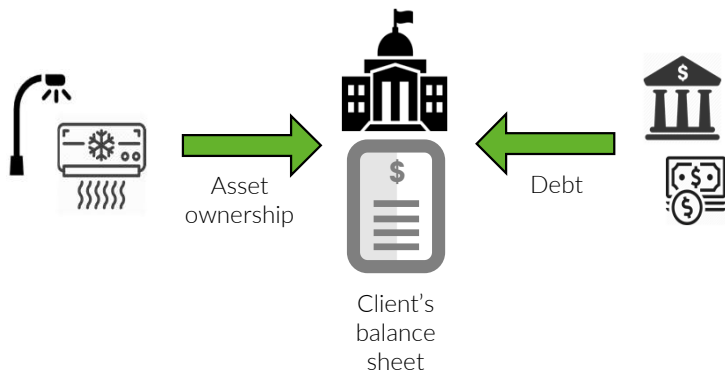 $
$
$
$
Asset
ownership
Debt
$
Client's
balance
sheet